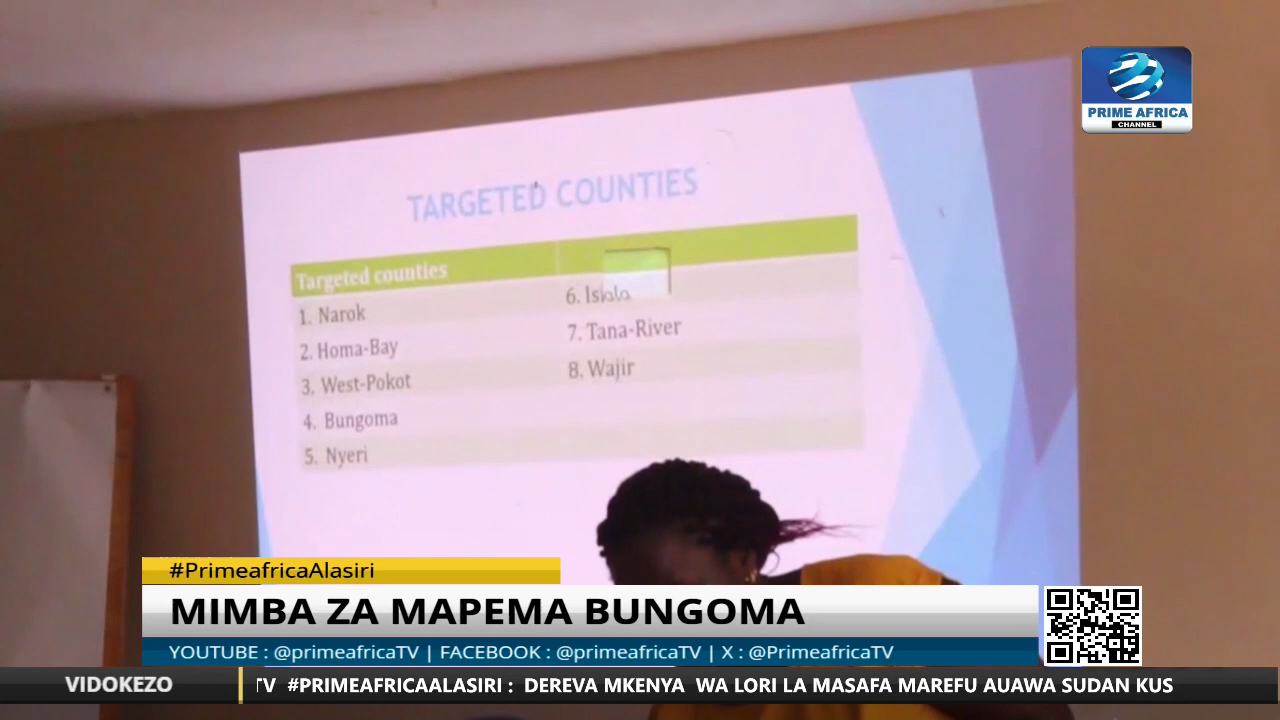 PRIME AFRICA
CHANNEL
TARGETED COUNTIES
Targeted counties
1. Narok
2. Homa-Bay
3. West-Pokot
4. Bungoma
5. Nyeri
6. Isiolo
7. Tana-River
8. Wajir
#PrimeafricaAlasiri
MIMBA ZA MAPEMA BUNGOMA
YOUTUBE : @primeafricaTV | FACEBOOK : @primeafricaTV | X : @PrimeafricaTV
VIDOKEZO
TV #PRIMEAFRICAALASIRI : DEREVA MKENYA WA LORI LA MASAFA MAREFU AUAWA SUDAN KUS